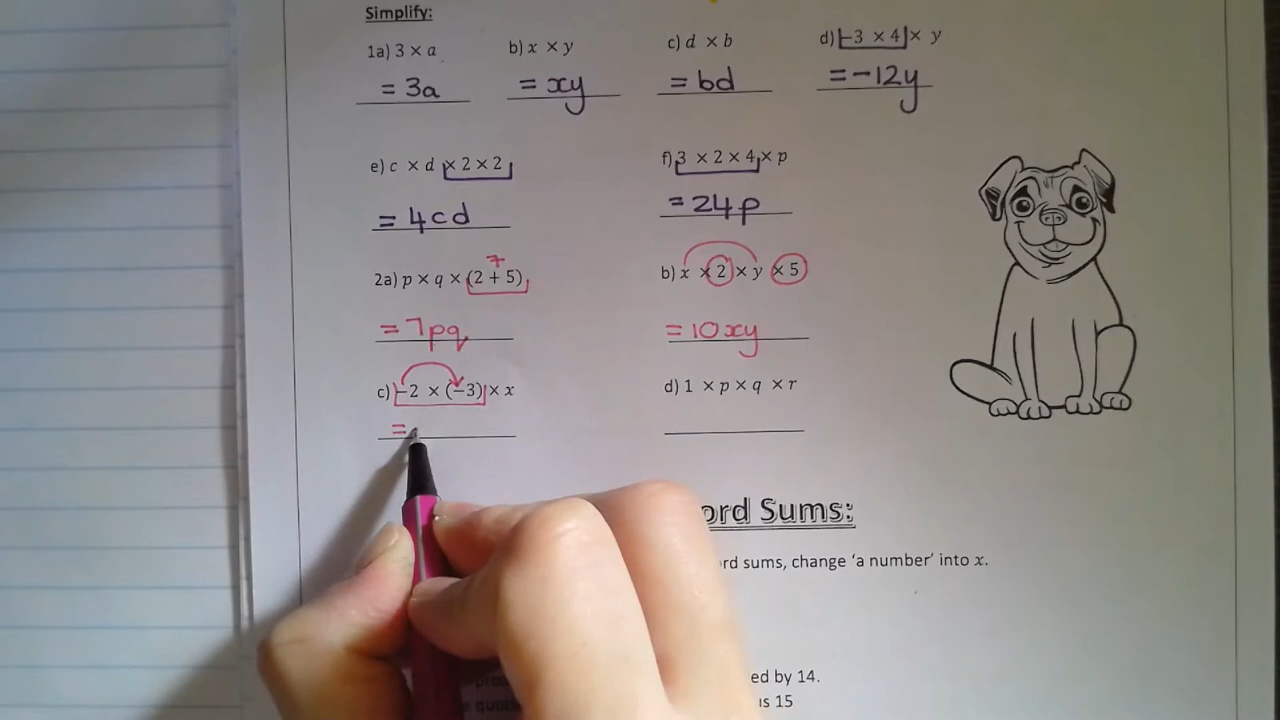 Simplify:
1a) 3 × a b) x × y c) d × b d) -3 × 4 × y
= 3a = xy = bd = -12y
e) c × d × 2 × 2 f) 3 × 2 × 4 × p
= 4cd = 24p
7
2a) p × q × (2 + 5) b) x × 2 × y × 5
= 7pq = 10xy
c) -2 × (-3) × x d) 1 × p × q × r
=
ord Sums:
rd sums, change ‘a number’ into x.
ed by 14.
is 15